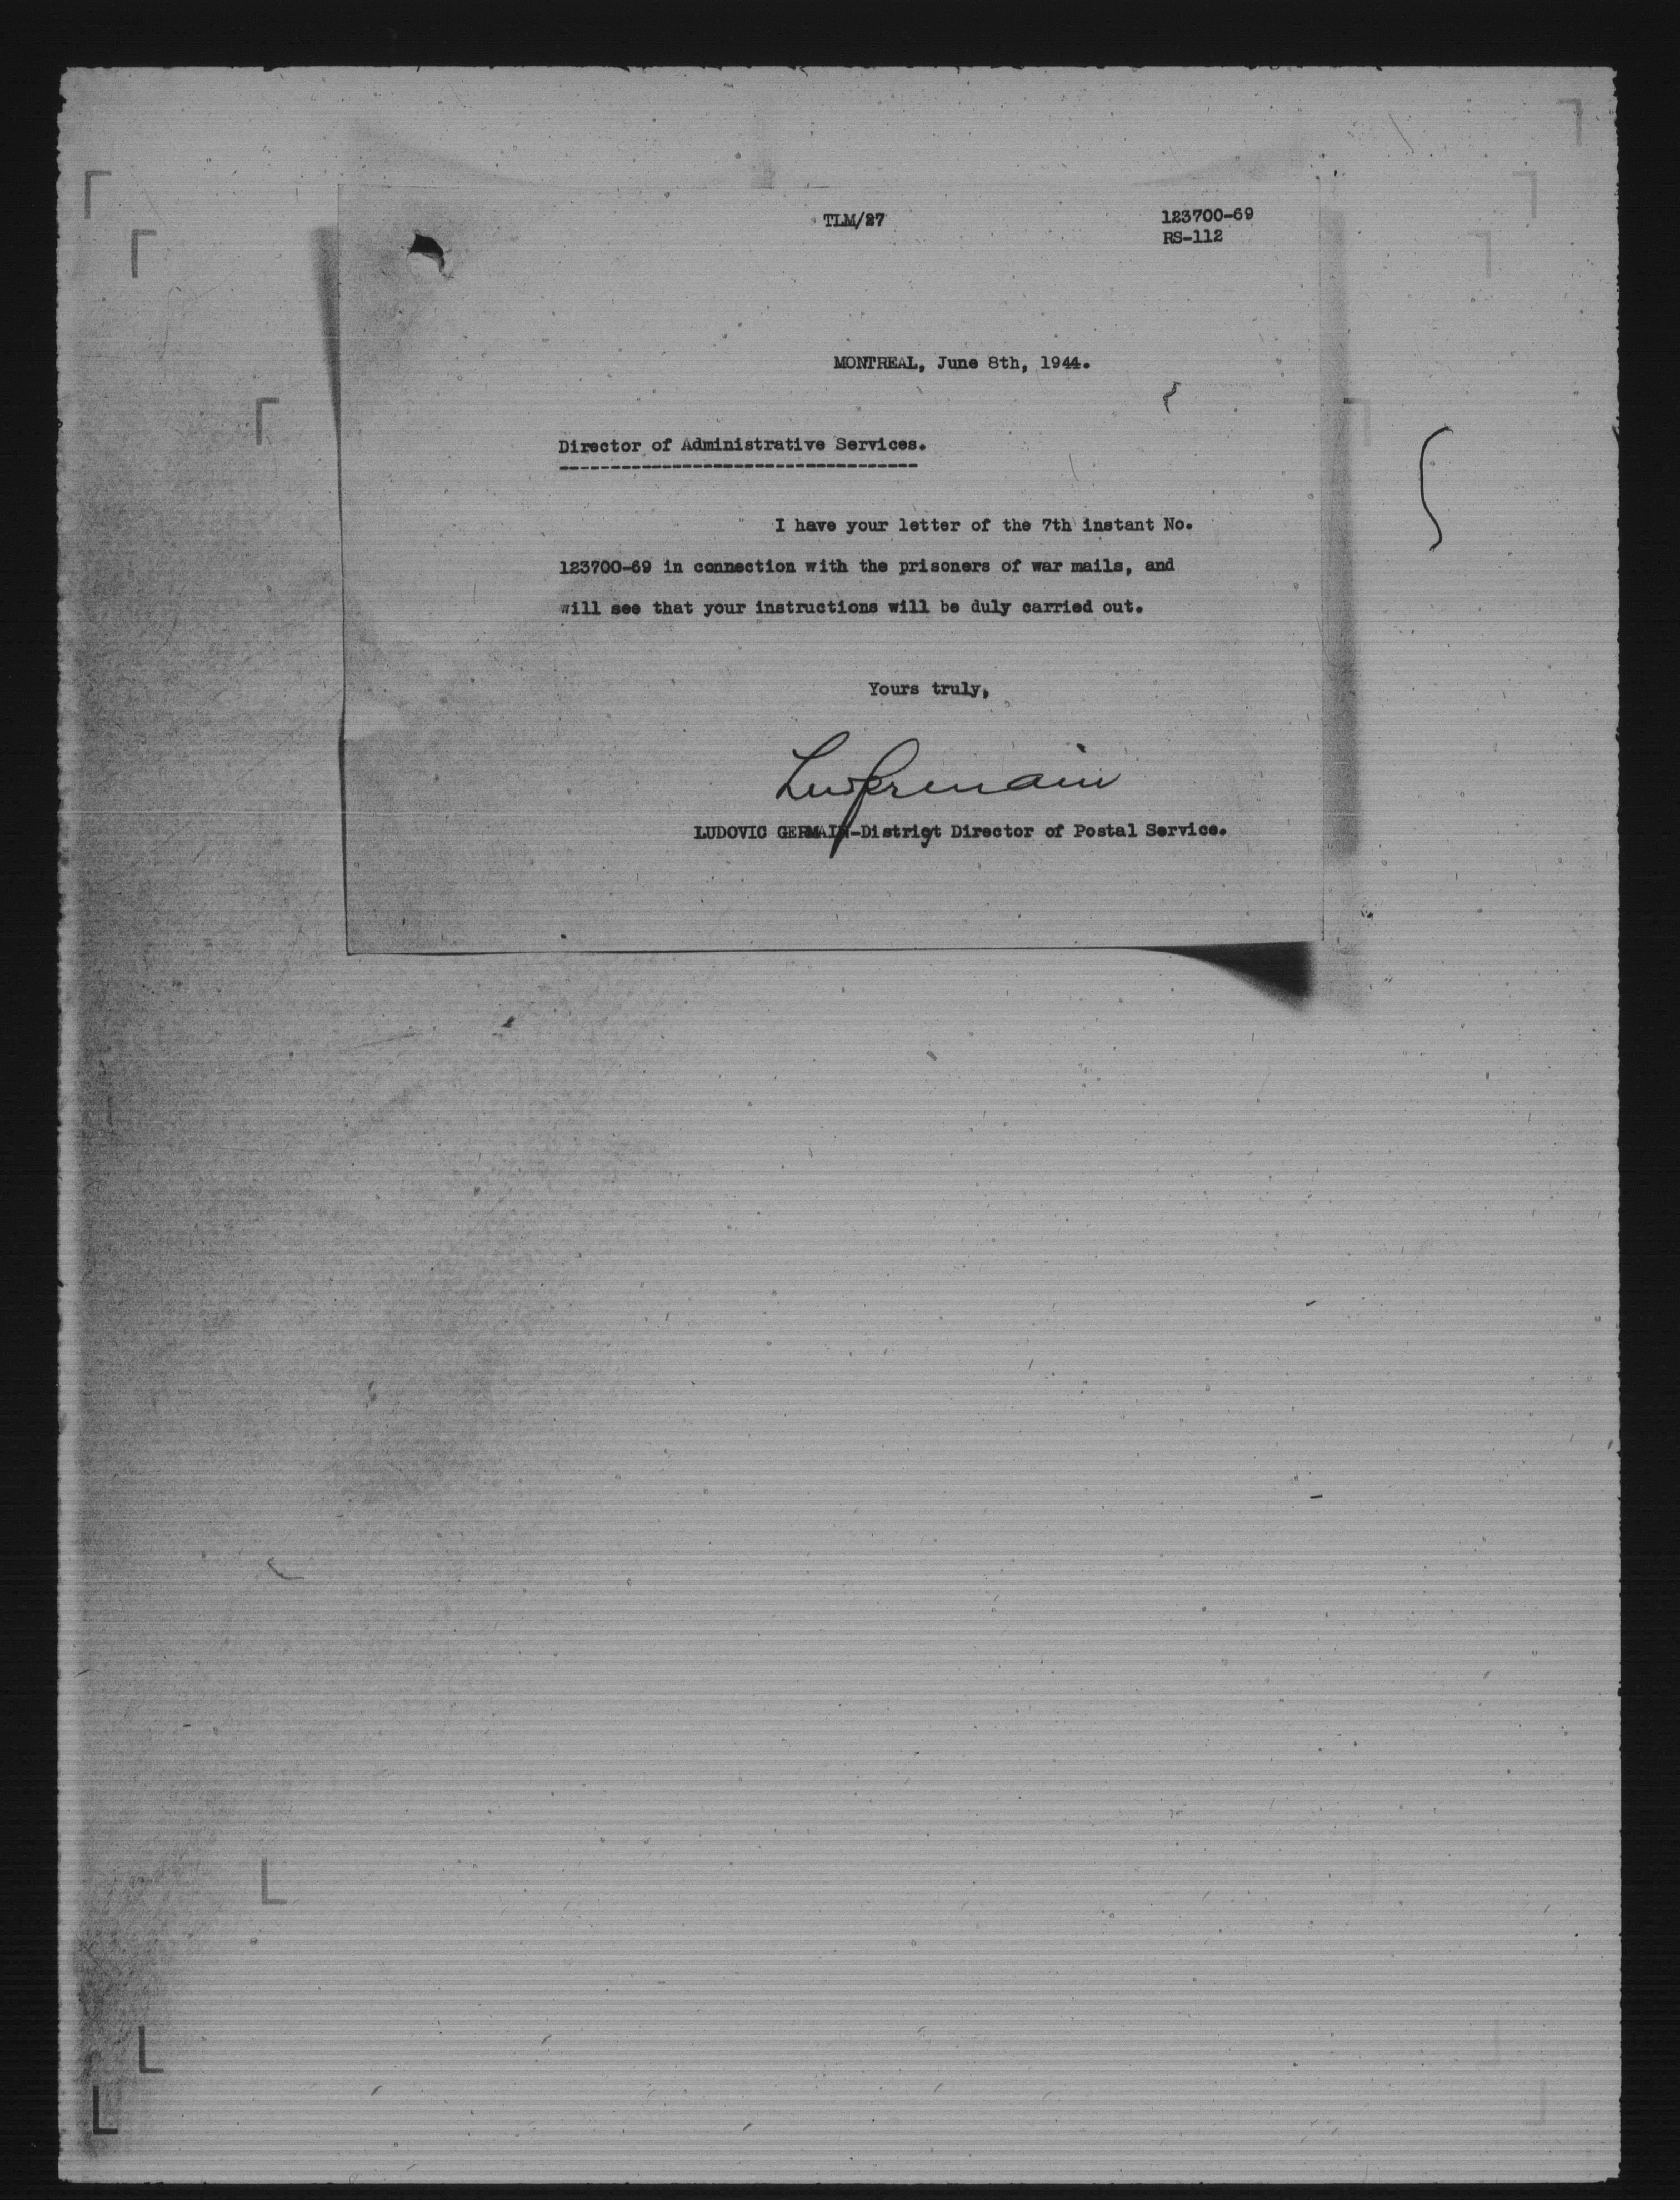 TLM/27
123700-69
RS-112
MONTREAL, June 8th, 1944.
Director of Administrative Services.
I have your letter of the 7th instant No.
123700-69 in connection with the prisoners of war mails, and
will see that your instructions will be duly carried out.
Yours truly,
Lud Germain
LUDOVIC GERMAIN-District Director of Postal Service.